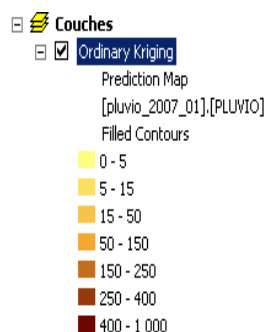 Couches
Ordinary Kriging
Prediction Map
[pluvio_2007_01].[PLUVIO]
Filled Contours
0 - 5
5 - 15
15 - 50
50 - 150
150 - 250
250 - 400
400 - 1 000